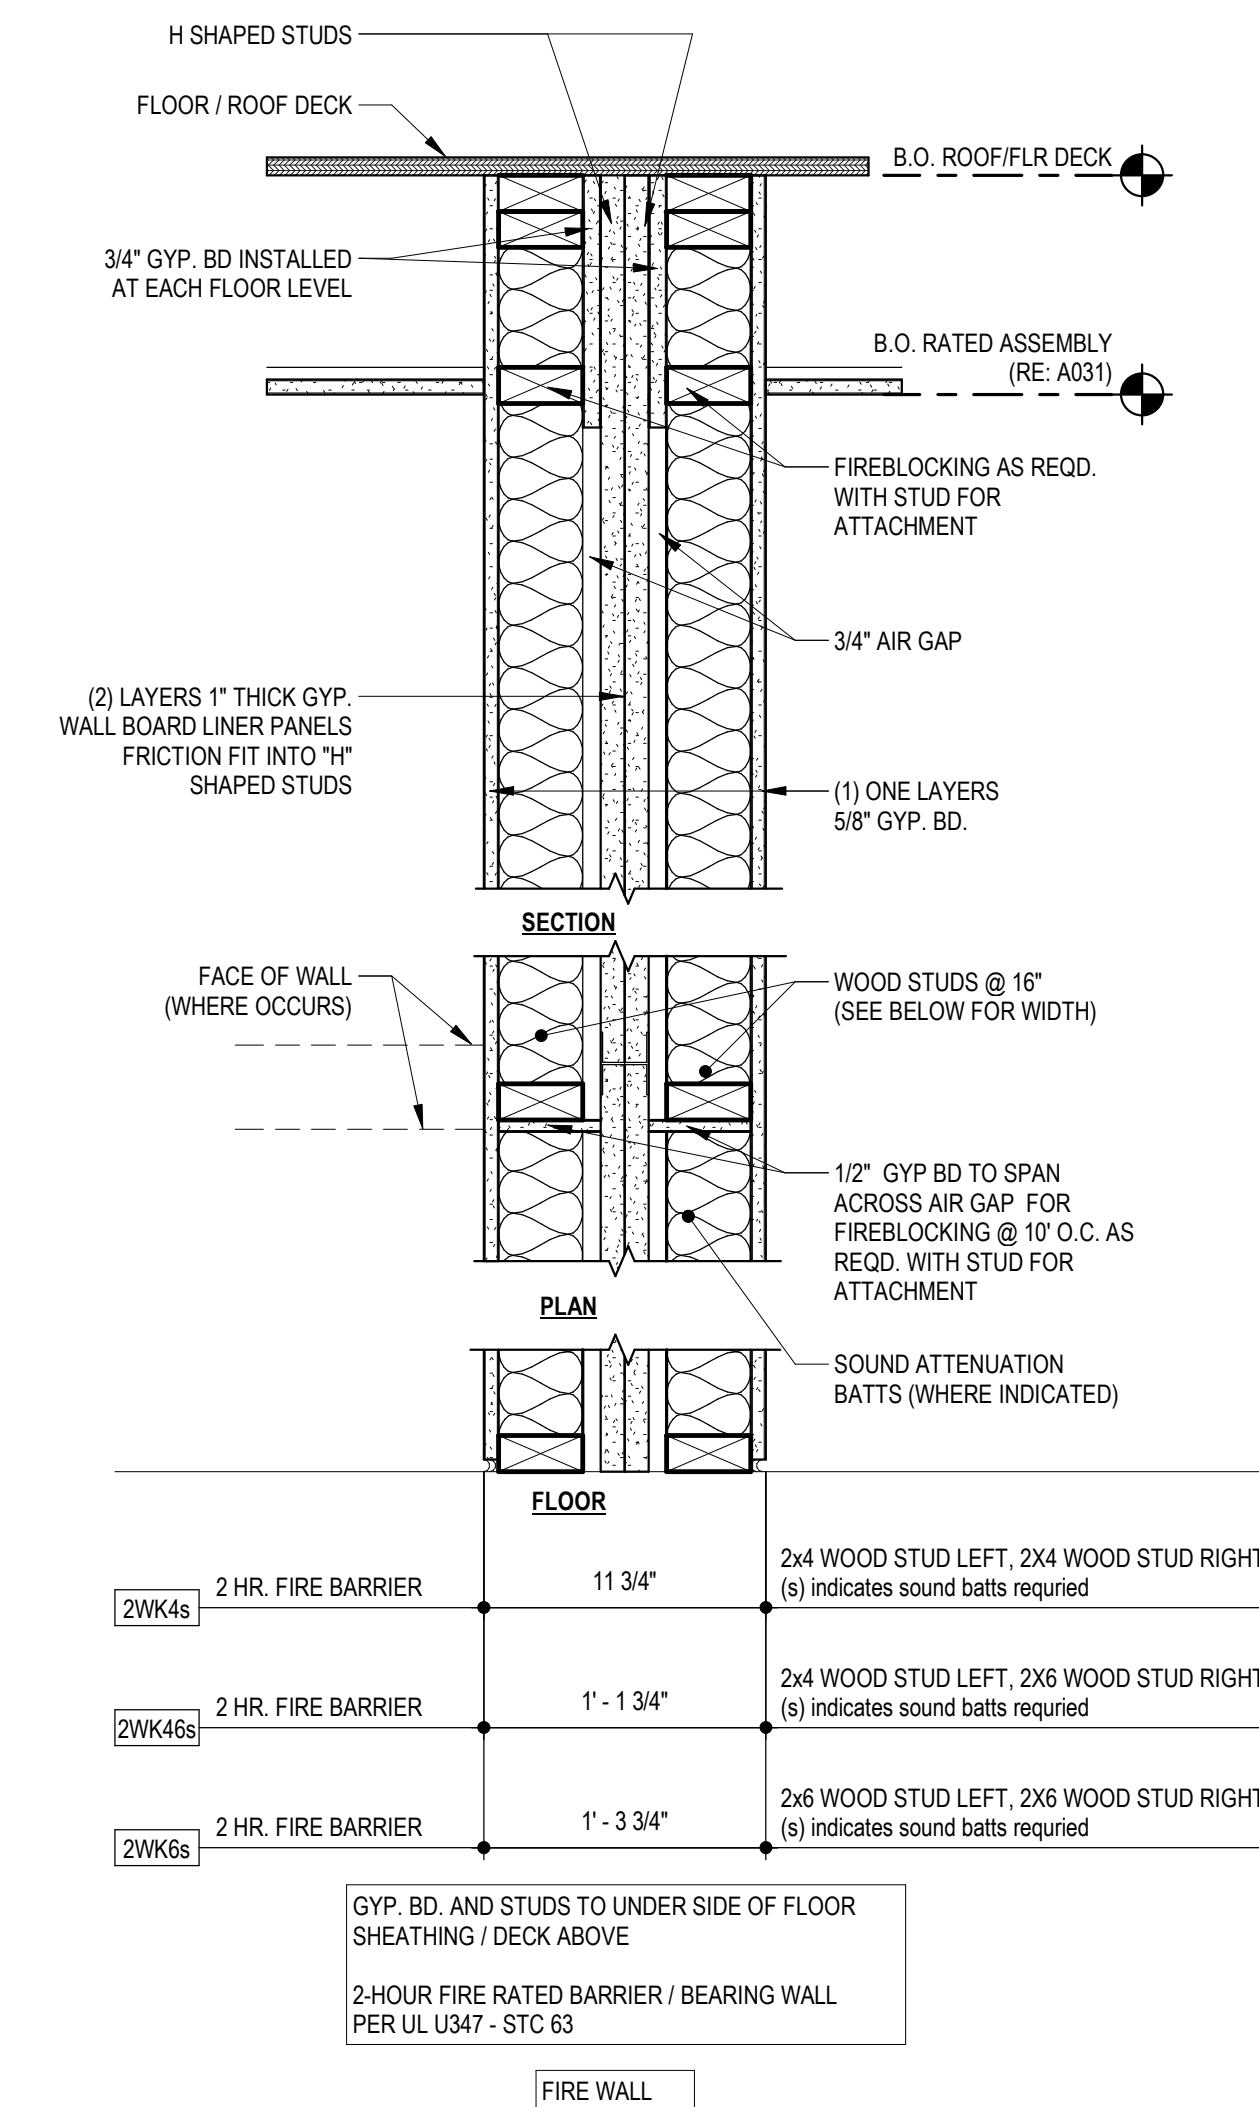 H SHAPED STUDS
FLOOR / ROOF DECK
B.O. ROOF/FLR DECK
3/4" GYP. BD INSTALLED
AT EACH FLOOR LEVEL
B.O. RATED ASSEMBLY
(RE: A031)
FIREBLOCKING AS REQD.
WITH STUD FOR
ATTACHMENT
3/4" AIR GAP
(2) LAYERS 1" THICK GYP.
WALL BOARD LINER PANELS
FRICTION FIT INTO "H"
SHAPED STUDS
(1) ONE LAYERS
5/8" GYP. BD.
SECTION
FACE OF WALL
(WHERE OCCURS)
WOOD STUDS @ 16"
(SEE BELOW FOR WIDTH)
1/2" GYP BD TO SPAN
ACROSS AIR GAP FOR
FIREBLOCKING @ 10' O.C. AS
REQD. WITH STUD FOR
ATTACHMENT
PLAN
SOUND ATTENUATION
BATTS (WHERE INDICATED)
FLOOR
2WK4s
2 HR. FIRE BARRIER
11 3/4"
2x4 WOOD STUD LEFT, 2X4 WOOD STUD RIGHT
(s) indicates sound batts requried
2WK46s
2 HR. FIRE BARRIER
1' - 1 3/4"
2x4 WOOD STUD LEFT, 2X6 WOOD STUD RIGHT
(s) indicates sound batts requried
2WK6s
2 HR. FIRE BARRIER
1' - 3 3/4"
2x6 WOOD STUD LEFT, 2X6 WOOD STUD RIGHT
(s) indicates sound batts requried
GYP. BD. AND STUDS TO UNDER SIDE OF FLOOR
SHEATHING / DECK ABOVE
2-HOUR FIRE RATED BARRIER / BEARING WALL
PER UL U347 - STC 63
FIRE WALL